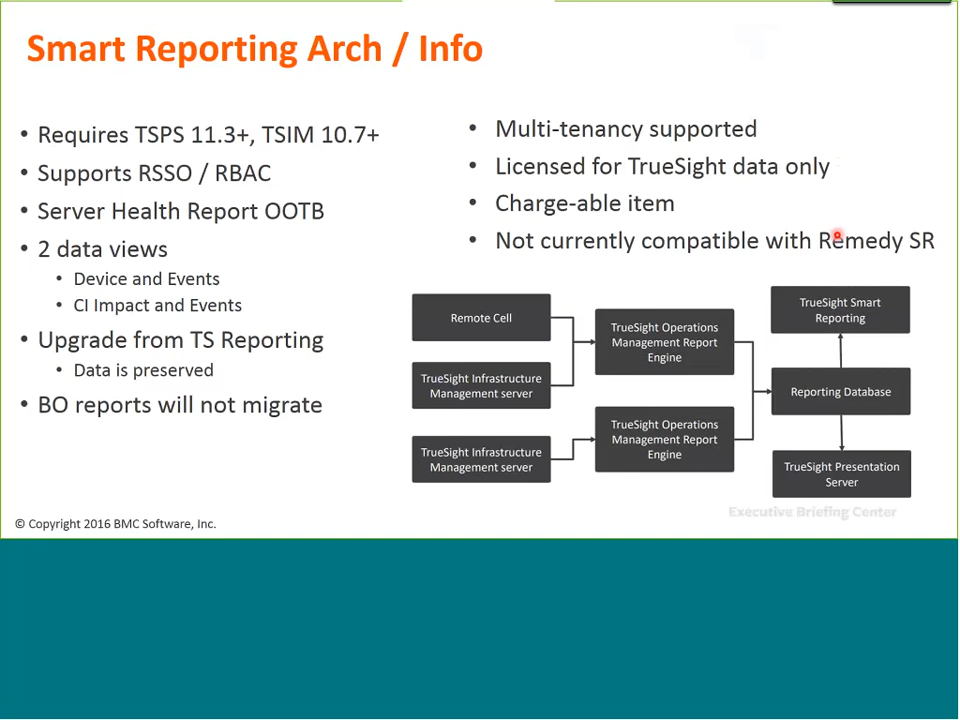 Smart Reporting Arch / Info
• Requires TSPS 11.3+, TSIM 10.7+
• Supports RSSO / RBAC
• Server Health Report OOTB
• 2 data views
• Device and Events
• CI Impact and Events
• Upgrade from TS Reporting
• Data is preserved
• BO reports will not migrate
• Multi-tenancy supported
• Licensed for TrueSight data only
• Charge-able item
• Not currently compatible with Remedy SR
Remote Cell
TrueSight Infrastructure
Management server
TrueSight Infrastructure
Management server
TrueSight Operations
Management Report
Engine
TrueSight Operations
Management Report
Engine
TrueSight Smart
Reporting
Reporting Database
TrueSight Presentation
Server
Executive Briefing Center
© Copyright 2016 BMC Software, Inc.